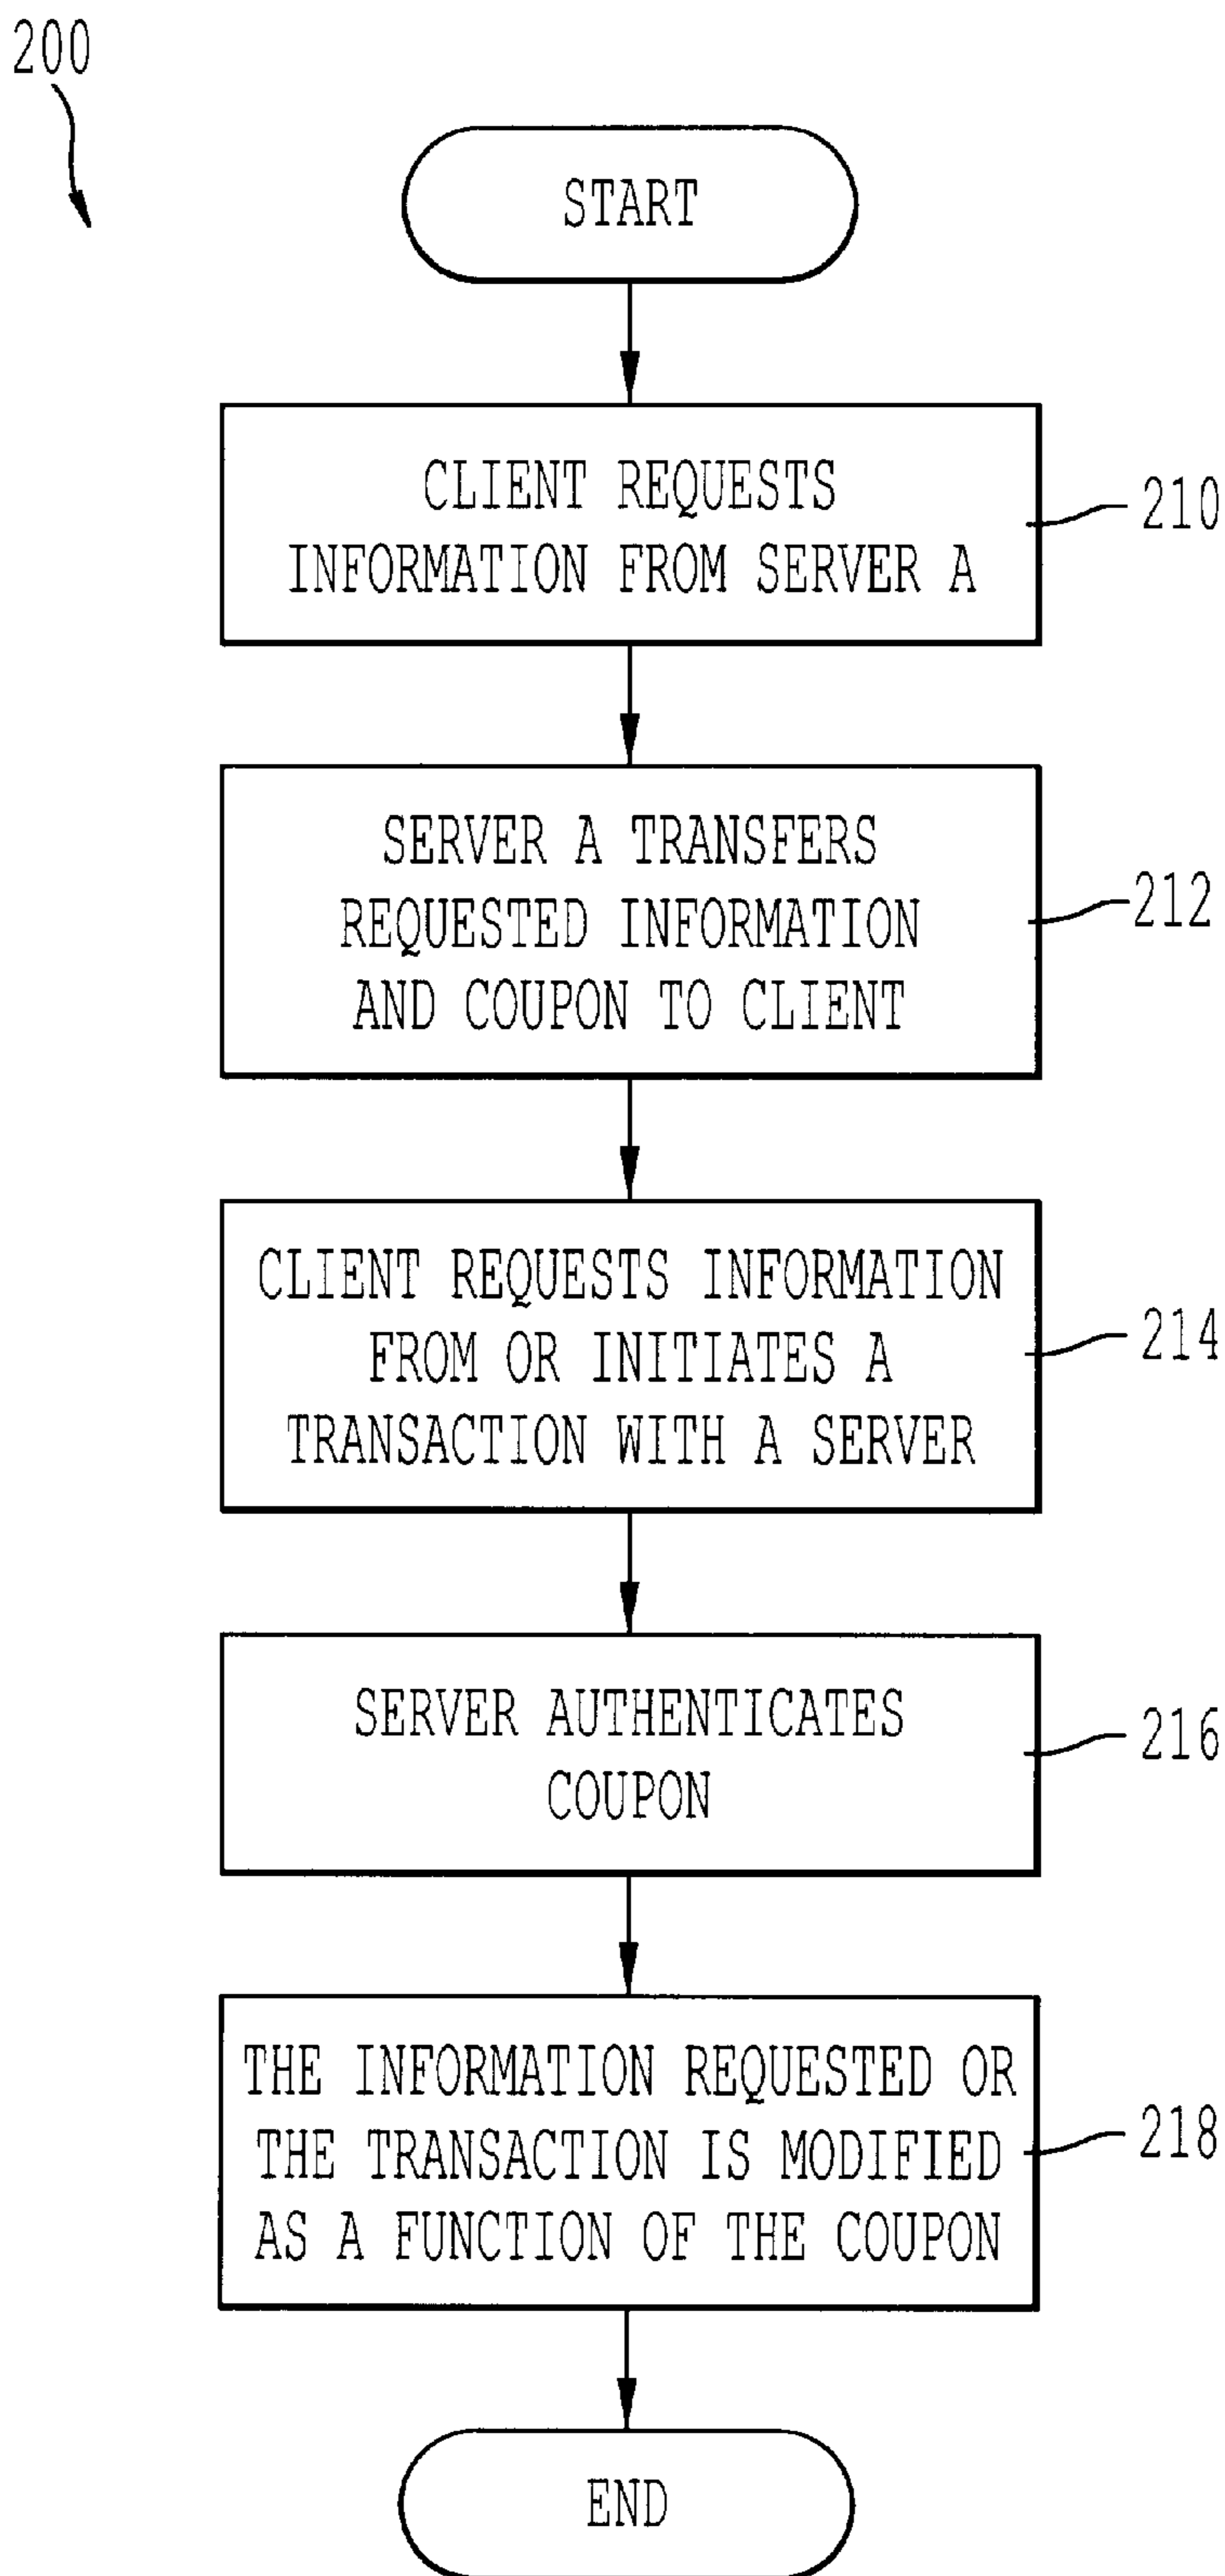 200
START
CLIENT REQUESTS
INFORMATION FROM SERVER A
210
SERVER A TRANSFERS
REQUESTED INFORMATION
AND COUPON TO CLIENT
212
CLIENT REQUESTS INFORMATION
FROM OR INITIATES A
TRANSACTION WITH A SERVER
214
SERVER AUTHENTICATES
COUPON
216
THE INFORMATION REQUESTED OR
THE TRANSACTION IS MODIFIED
AS A FUNCTION OF THE COUPON
218
END